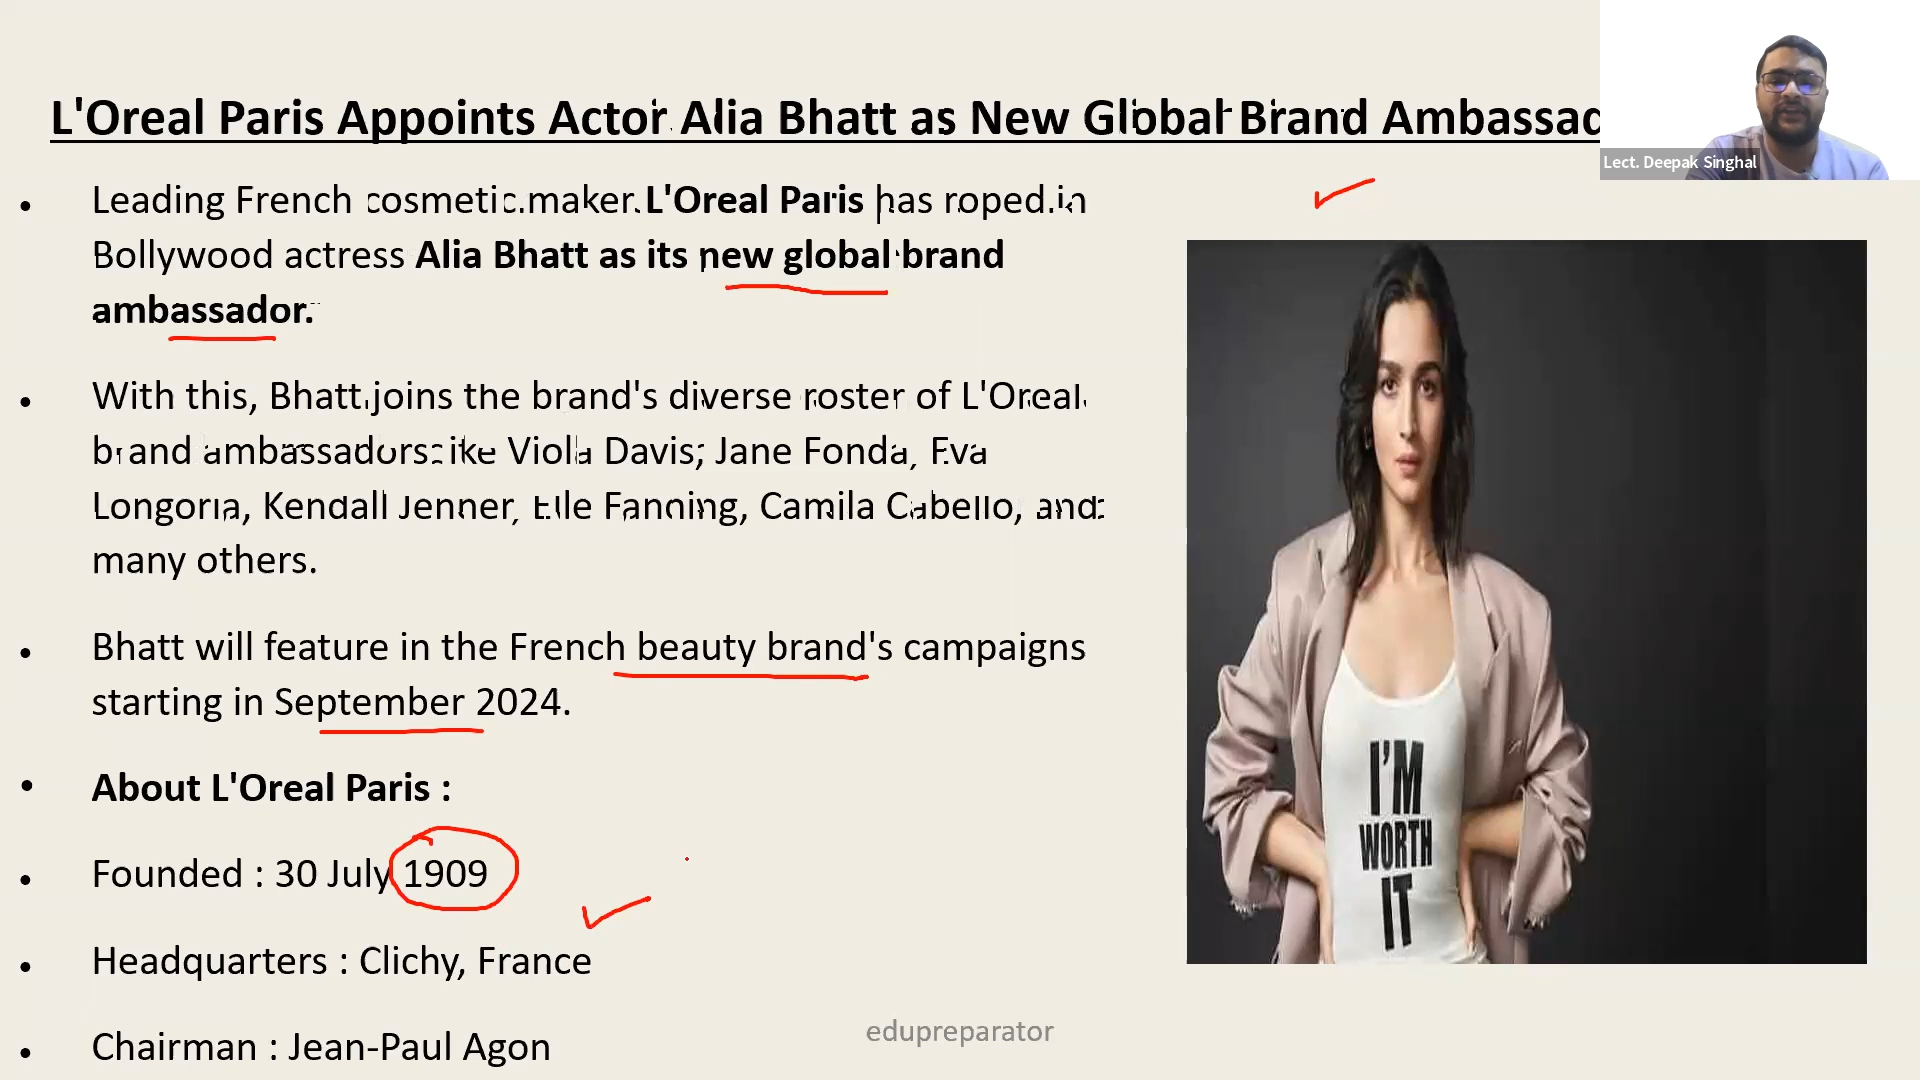 L'Oreal Paris Appoints Actor Alia Bhatt as New Global Brand Ambassad
Lect. Deepak Singhal
• Leading French cosmetic maker L'Oreal Paris has roped in
Bollywood actress Alia Bhatt as its new global brand
ambassador.
• With this, Bhatt joins the brand's diverse roster of L'Oreal
brand ambassadors like Viola Davis, Jane Fonda, Eva
Longoria, Kendall Jenner, Elle Fanning, Camila Cabello, and
many others.
• Bhatt will feature in the French beauty brand's campaigns
starting in September 2024.
• About L'Oreal Paris :
• Founded : 30 July 1909
• Headquarters : Clichy, France
• Chairman : Jean-Paul Agon
I'M
WORTH
IT
edupreparator